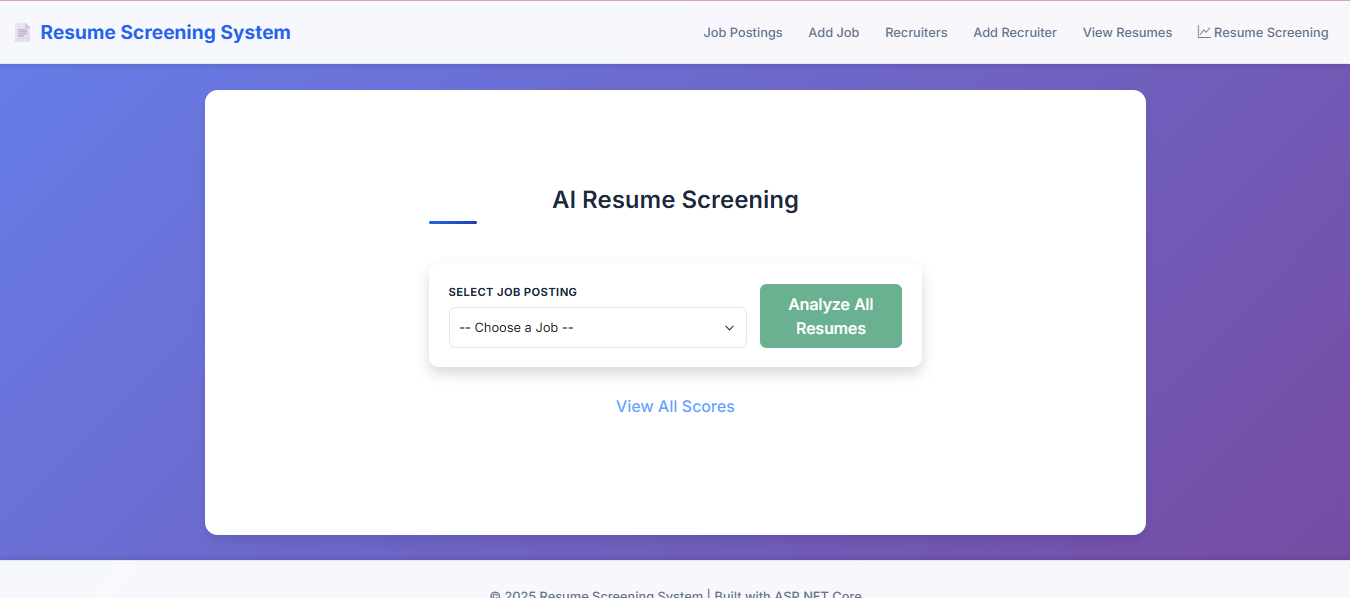 Resume Screening System
Job Postings
Add Job
Recruiters
Add Recruiter
View Resumes
Resume Screening
AI Resume Screening
SELECT JOB POSTING
-- Choose a Job --
Analyze All
Resumes
View All Scores
© 2025 Resume Screening System | Built with ASP.NET Core